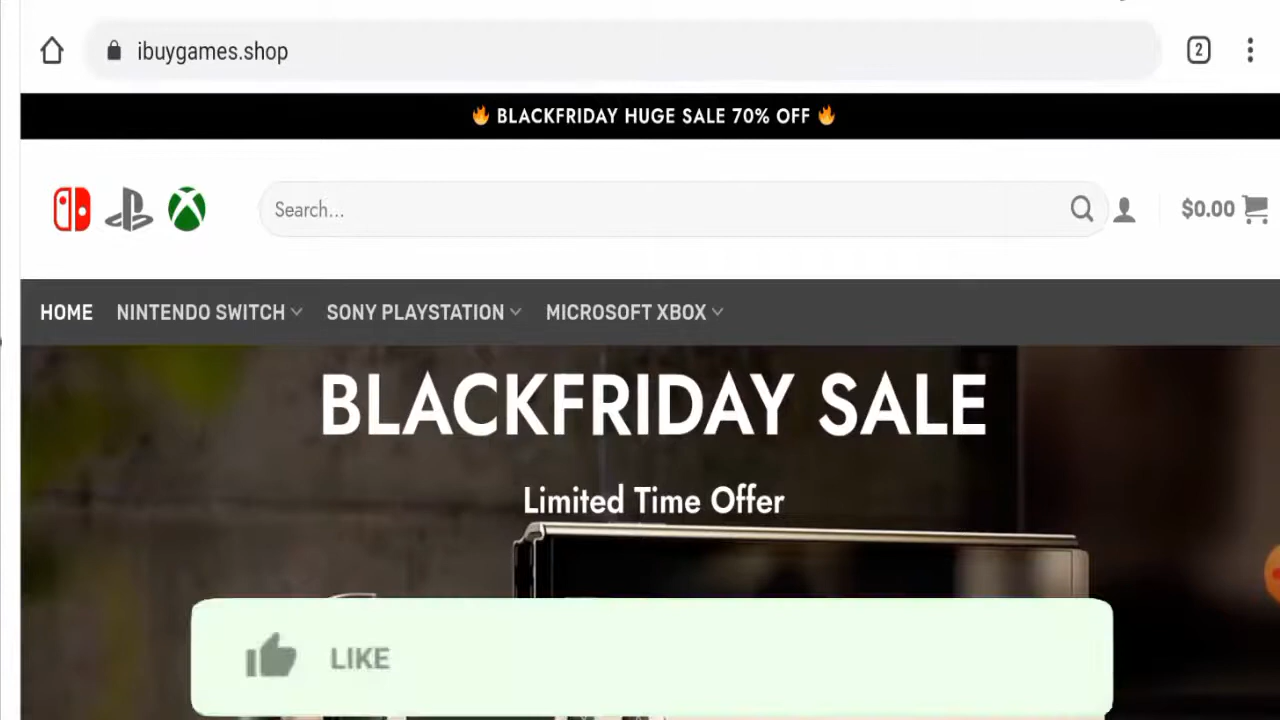 ibuygames.shop
2
🔥 BLACKFRIDAY HUGE SALE 70% OFF 🔥
Search...
$0.00
HOME NINTENDO SWITCH SONY PLAYSTATION MICROSOFT XBOX
BLACKFRIDAY SALE
Limited Time Offer
LIKE